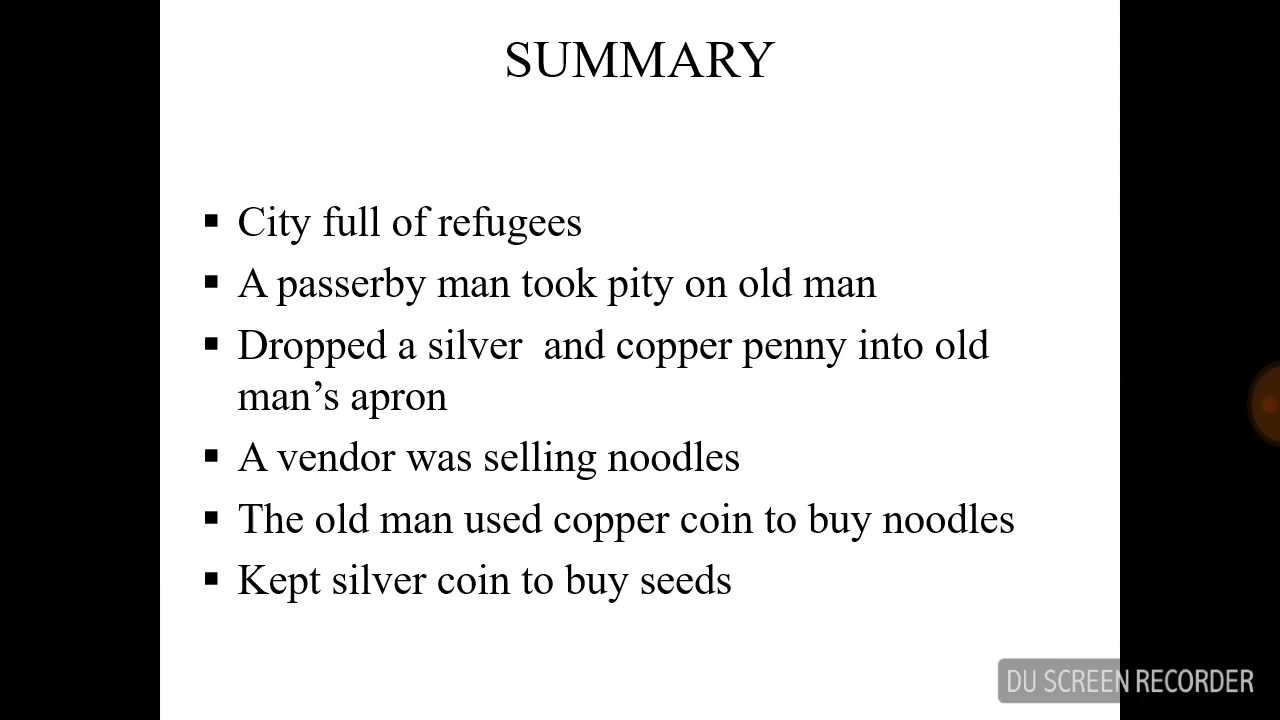 SUMMARY
▪ City full of refugees
▪ A passerby man took pity on old man
▪ Dropped a silver  and copper penny into old
man’s apron
▪ A vendor was selling noodles
▪ The old man used copper coin to buy noodles
▪ Kept silver coin to buy seeds
DU SCREEN RECORDER